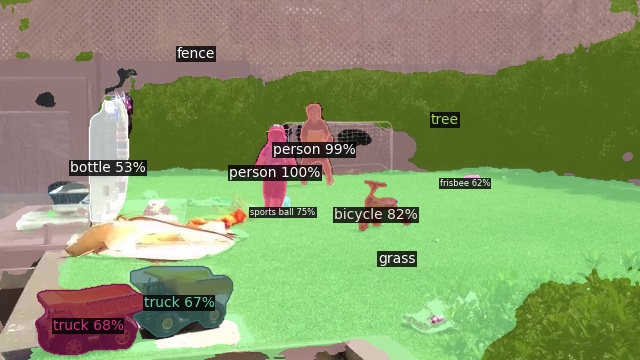 fence
tree
person 99%
bottle 53%
person 100%
frisbee 62%
sports ball 75%
bicycle 82%
grass
truck 67%
truck 68%